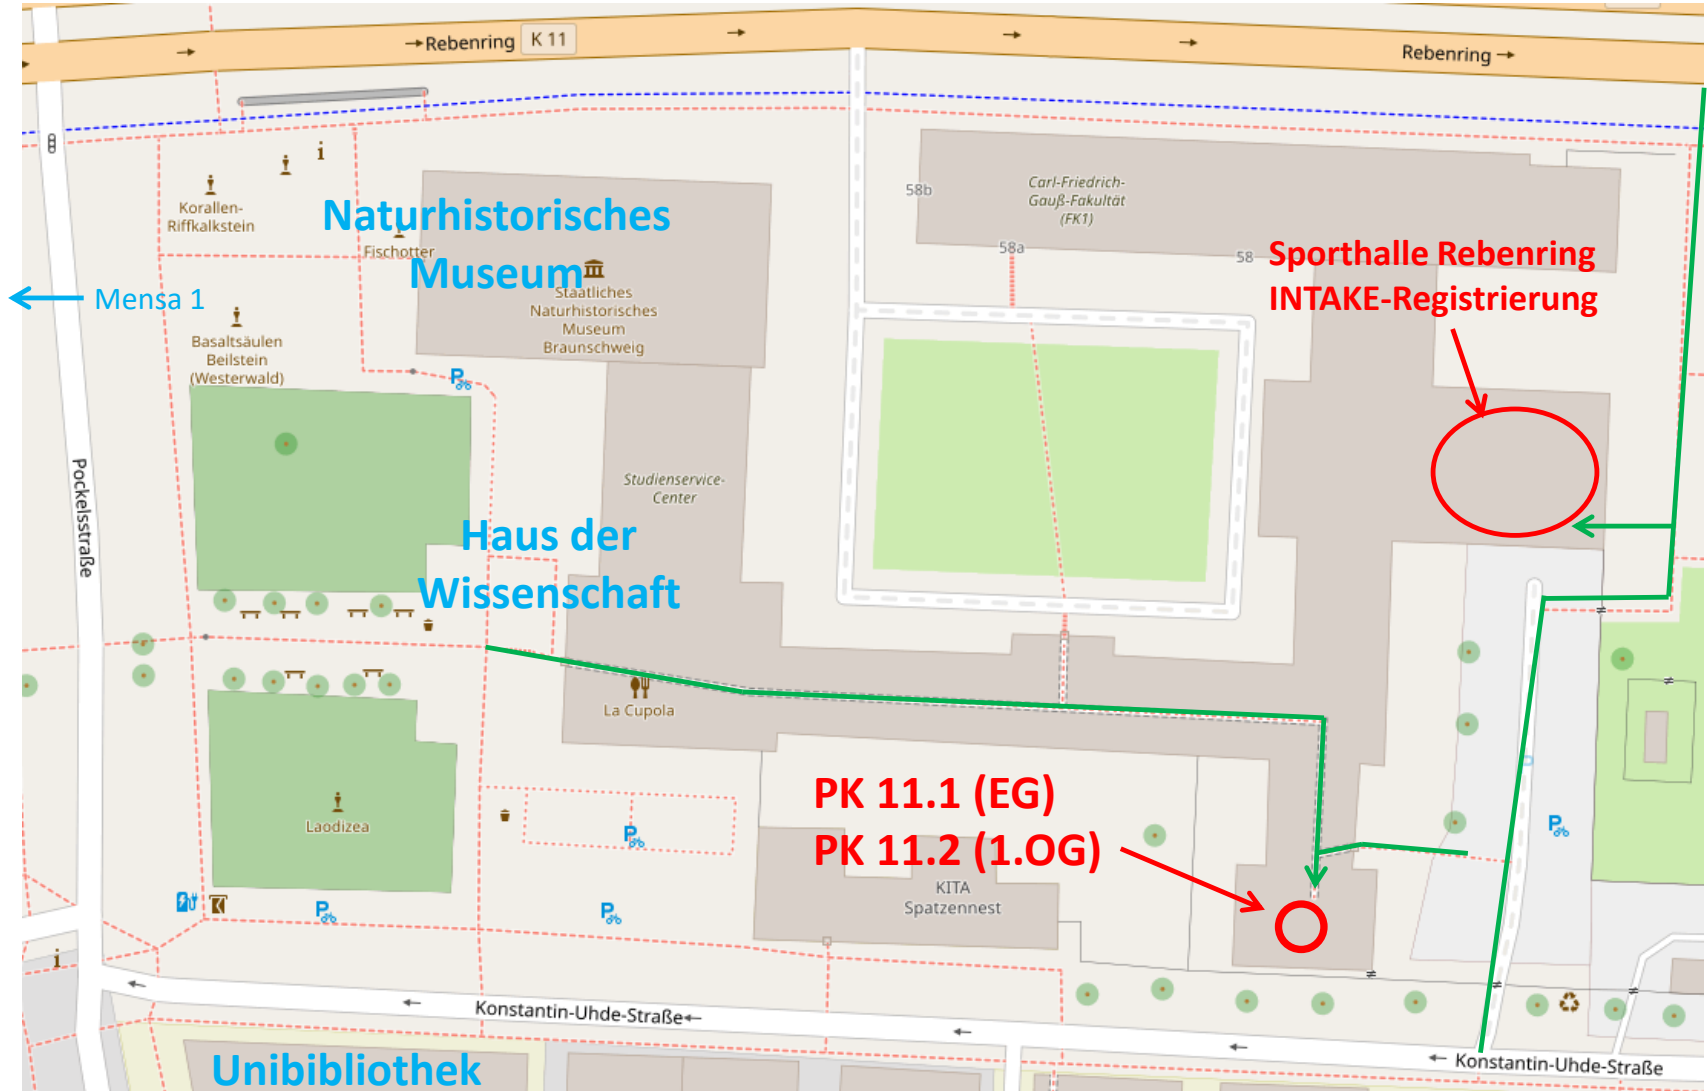 Rebenring
K 11
Rebenring
58b
Carl-Friedrich-
Gauß-Fakultät
(FK1)
58a
58
Korallen-
Riffkalkstein
Fischotter
Naturhistorisches
Museum
Staatliches
Naturhistorisches
Museum
Braunschweig
Sporthalle Rebenring
INTAKE-Registrierung
Mensa 1
Basaltsäulen
Beilstein
(Westerwald)
Pockelsstraße
Studienservice-
Center
Haus der
Wissenschaft
La Cupola
Laodizea
PK 11.1 (EG)
PK 11.2 (1.OG)
KITA
Spatzennest
Konstantin-Uhde-Straße
Konstantin-Uhde-Straße
Unibibliothek